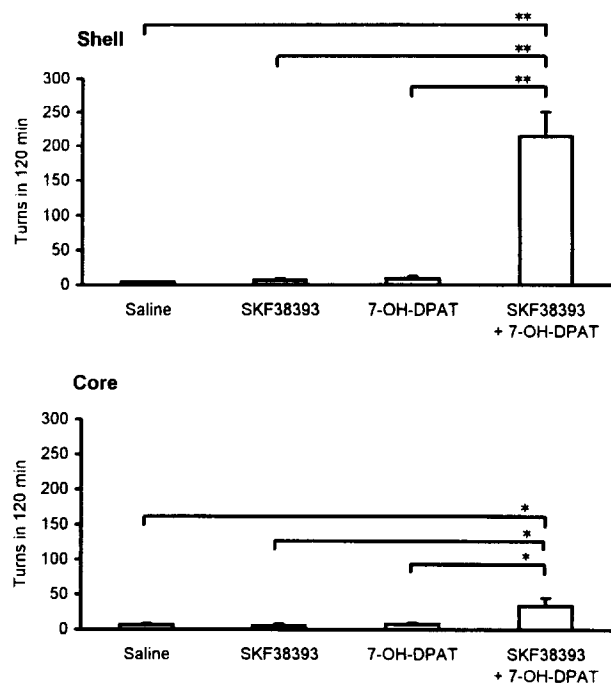 Shell
**
**
**
300
250
200
150
100
50
0
Turns in 120 min
Saline SKF38393 7-OH-DPAT SKF38393
+ 7-OH-DPAT
Core
300
250
200
150
100
50
0
Turns in 120 min
*
*
*
Saline SKF38393 7-OH-DPAT SKF38393
+ 7-OH-DPAT